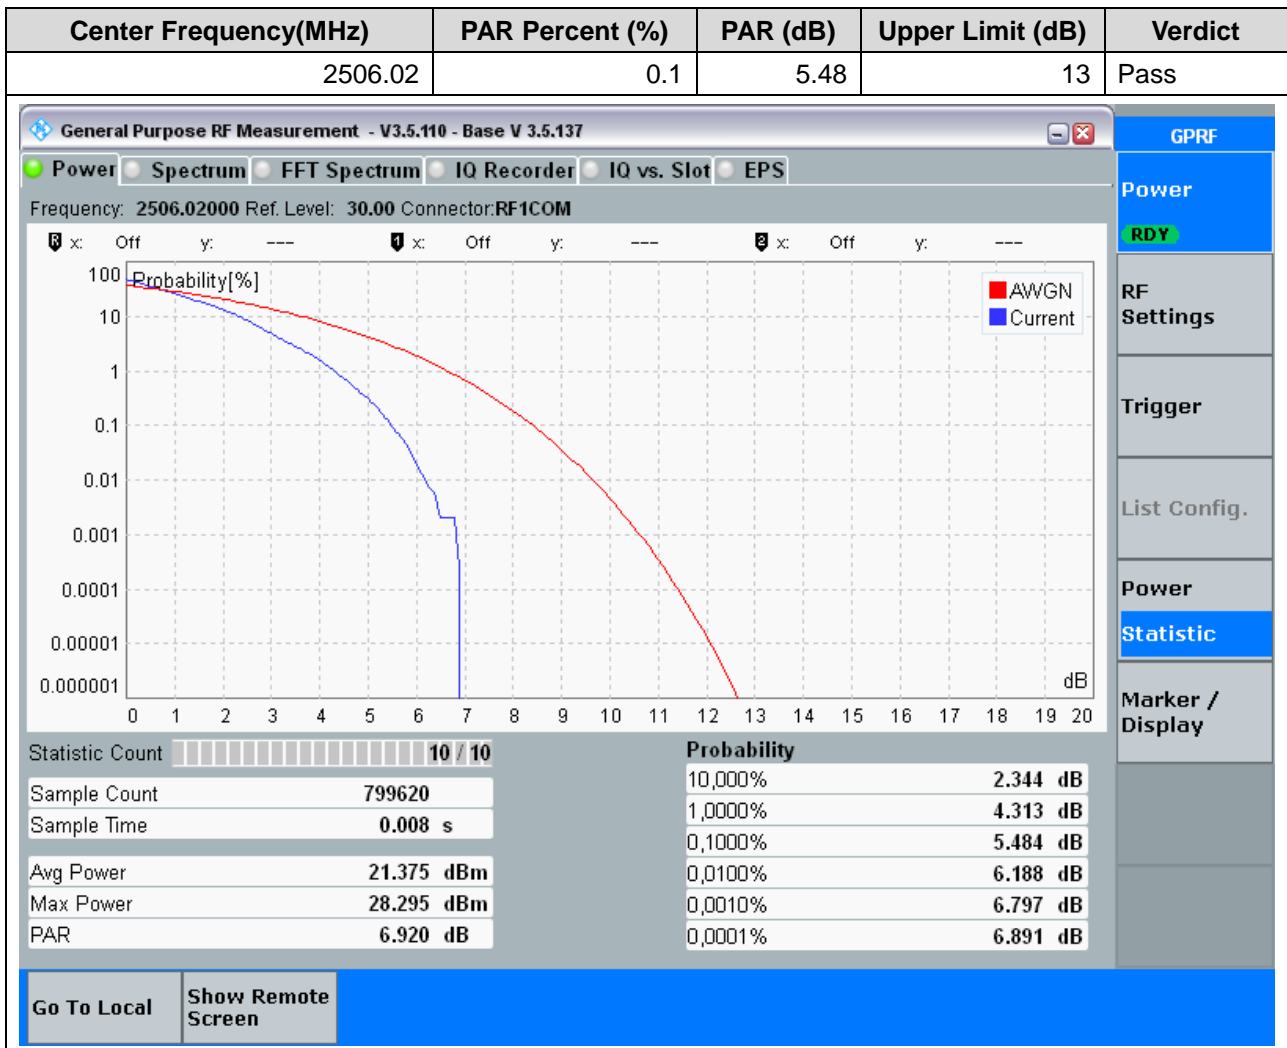 Center Frequency(MHz) PAR Percent (%) PAR (dB) Upper Limit (dB) Verdict
2506.02 0.1 5.48 13 Pass
General Purpose RF Measurement - V3.5.110 - Base V 3.5.137
GPRF
Power Spectrum FFT Spectrum IQ Recorder IQ vs. Slot EPS
Frequency: 2506.02000 Ref. Level: 30.00 Connector:RF1COM
R x: Off y: --- 1 x: Off y: --- 2 x: Off y: ---
Power
RDY
RF
Settings
Trigger
List Config.
Power
Statistic
Marker /
Display
Probability[%]
AWGN
Current
100
10
1
0.1
0.01
0.001
0.0001
0.00001
0.000001
dB
0 1 2 3 4 5 6 7 8 9 10 11 12 13 14 15 16 17 18 19 20
Statistic Count 10 / 10
Sample Count 799620
Sample Time 0.008 s
Avg Power 21.375 dBm
Max Power 28.295 dBm
PAR 6.920 dB
Probability
10,000% 2.344 dB
1,0000% 4.313 dB
0,1000% 5.484 dB
0,0100% 6.188 dB
0,0010% 6.797 dB
0,0001% 6.891 dB
Go To Local
Show Remote
Screen